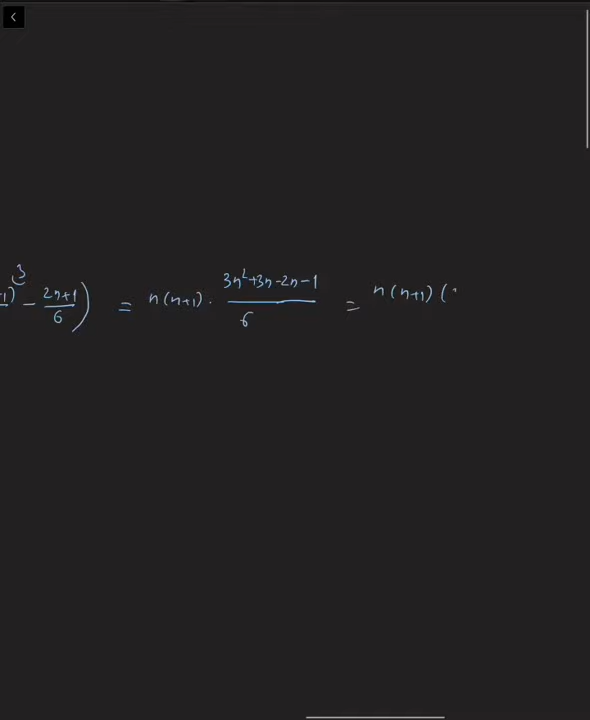 1)³ - (2n+1)/6) = n(n+1) · (3n²+3n-2n-1)/6 = n(n+1)(